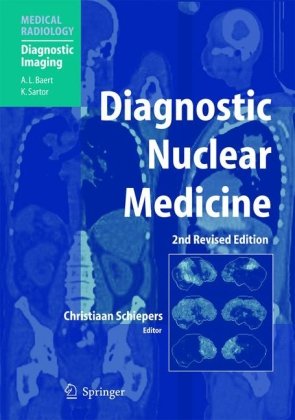 MEDICAL
RADIOLOGY
Diagnostic
Imaging
A. L. Baert
K. Sartor
Diagnostic
Nuclear
Medicine
2nd Revised Edition
Christiaan Schiepers
Editor
Springer